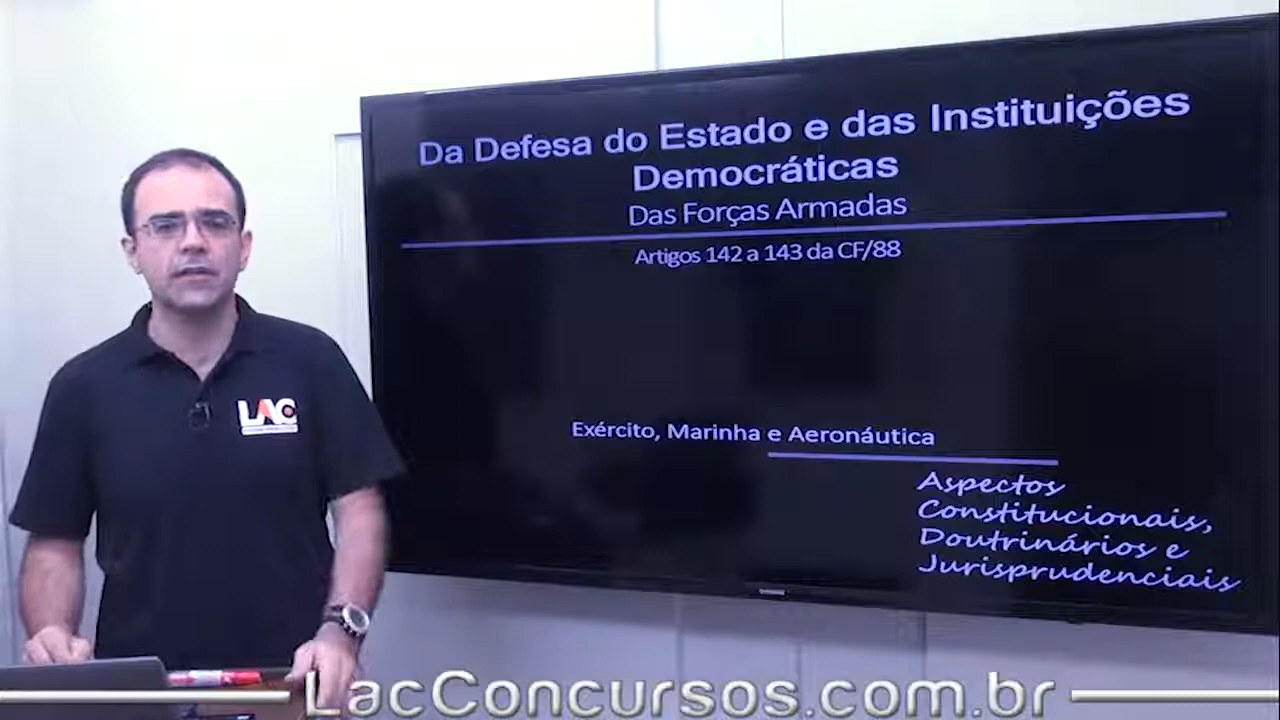 Da Defesa do Estado e das Instituições
Democráticas
Das Forças Armadas
Artigos 142 a 143 da CF/88
LAC
Exército, Marinha e Aeronáutica
Aspectos
Constitucionais,
Doutrinários e
Jurisprudenciais
LacConcursos.com.br